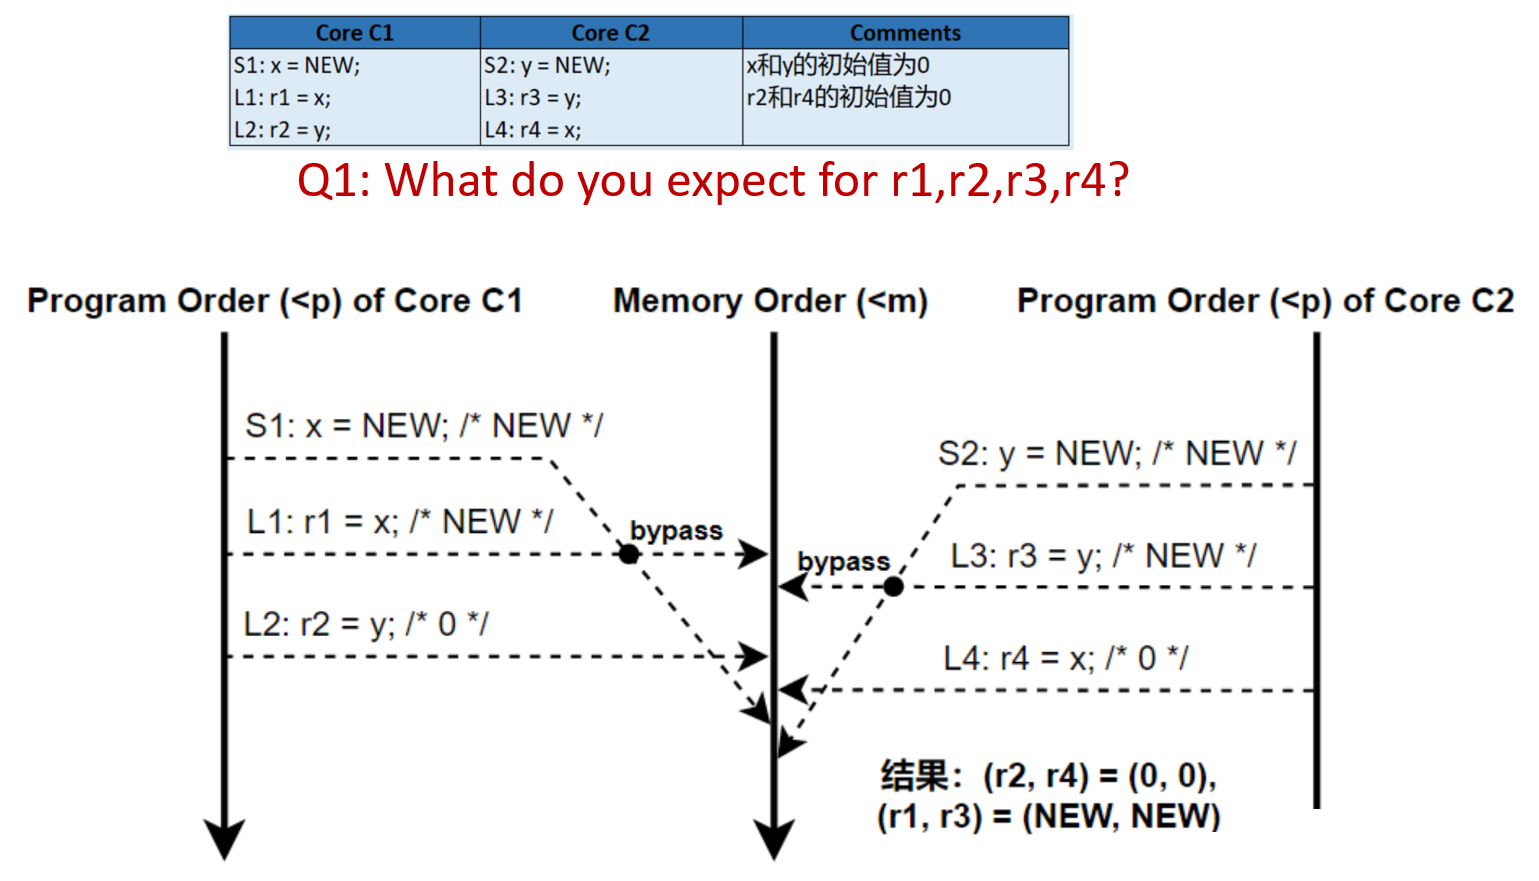 Core C1 Core C2 Comments
S1: x = NEW; S2: y = NEW; x和y的初始值为0
L1: r1 = x; L3: r3 = y; r2和r4的初始值为0
L2: r2 = y; L4: r4 = x;
Q1: What do you expect for r1,r2,r3,r4?
Program Order (<p) of Core C1 Memory Order (<m) Program Order (<p) of Core C2
S1: x = NEW; /* NEW */
S2: y = NEW; /* NEW */
L1: r1 = x; /* NEW */
bypass
L3: r3 = y; /* NEW */
bypass
L2: r2 = y; /* 0 */
L4: r4 = x; /* 0 */
结果：(r2, r4) = (0, 0),
(r1, r3) = (NEW, NEW)